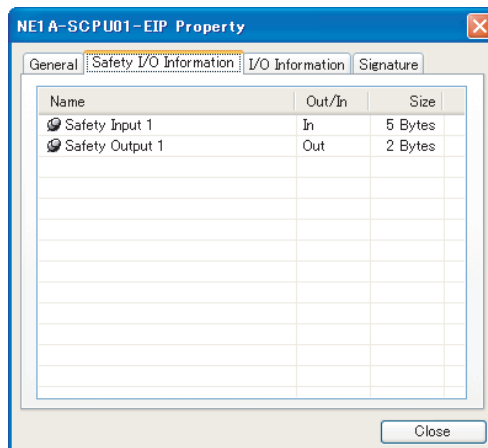 NE1A-SCPU01-EIP Property
General Safety I/O Information I/O Information Signature
Name Out/In Size
Safety Input 1 In 5 Bytes
Safety Output 1 Out 2 Bytes
Close